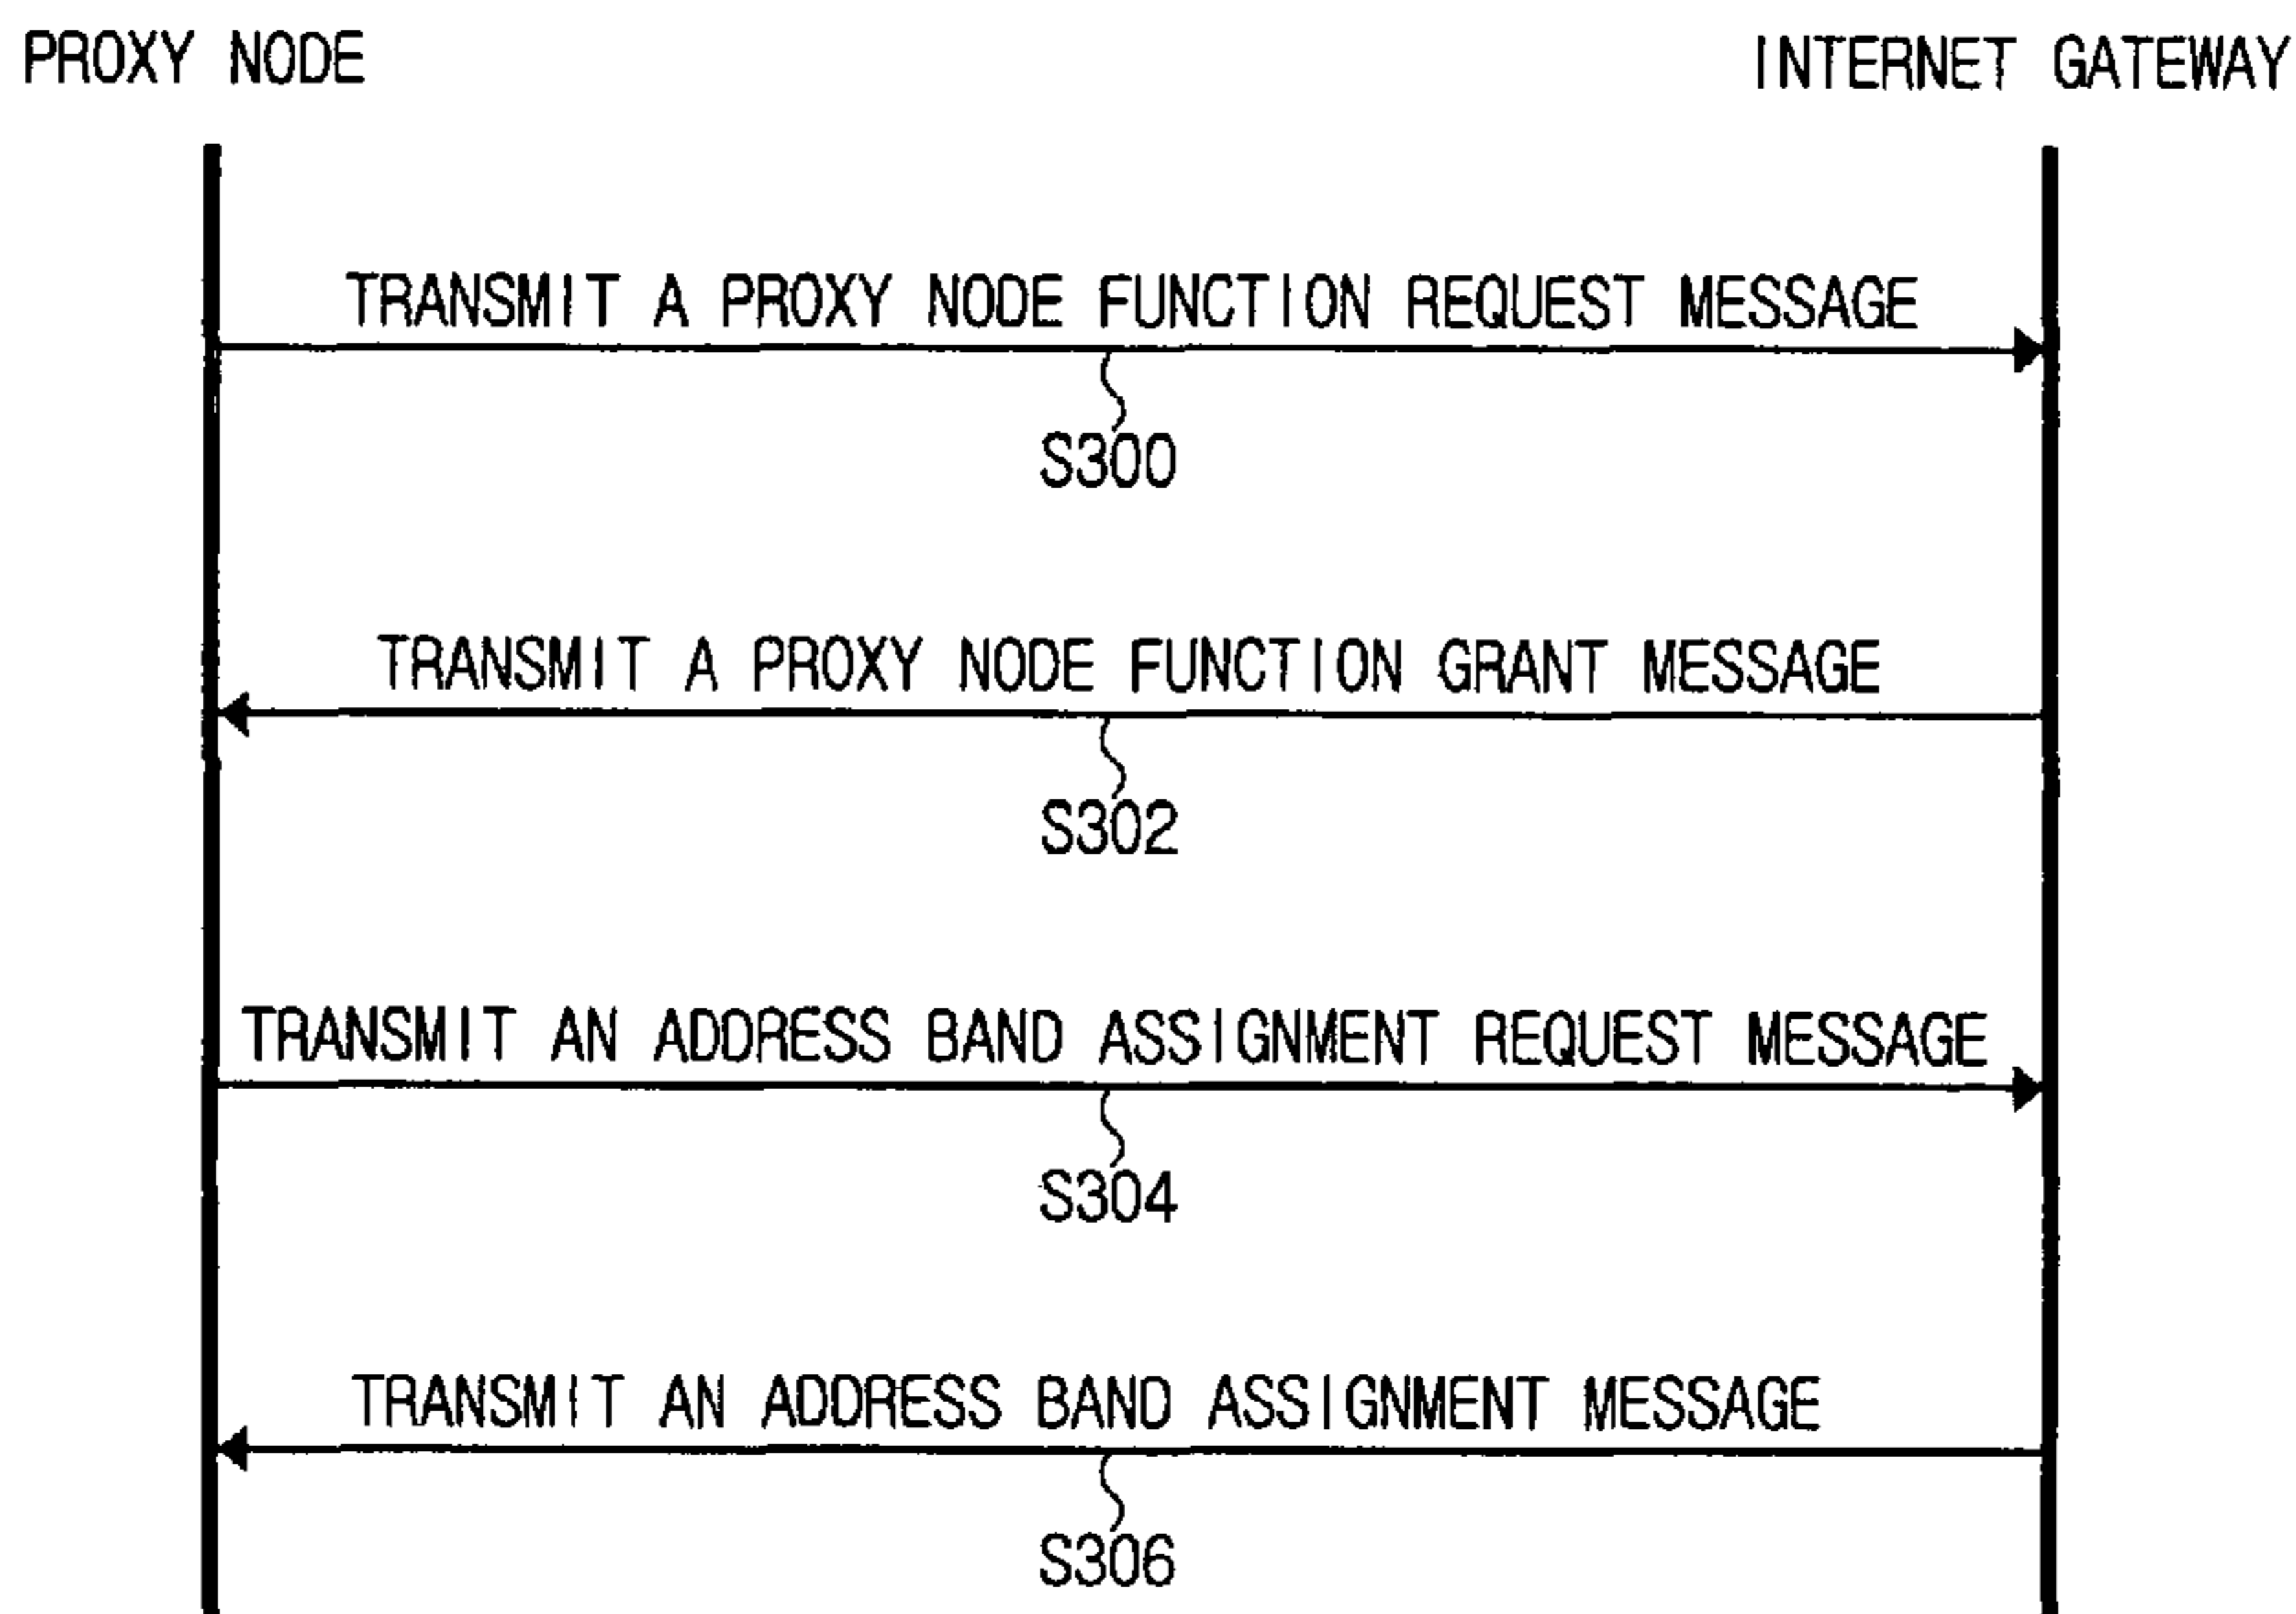 PROXY NODE
INTERNET GATEWAY
TRANSMIT A PROXY NODE FUNCTION REQUEST MESSAGE
S300
TRANSMIT A PROXY NODE FUNCTION GRANT MESSAGE
S302
TRANSMIT AN ADDRESS BAND ASSIGNMENT REQUEST MESSAGE
S304
TRANSMIT AN ADDRESS BAND ASSIGNMENT MESSAGE
S306